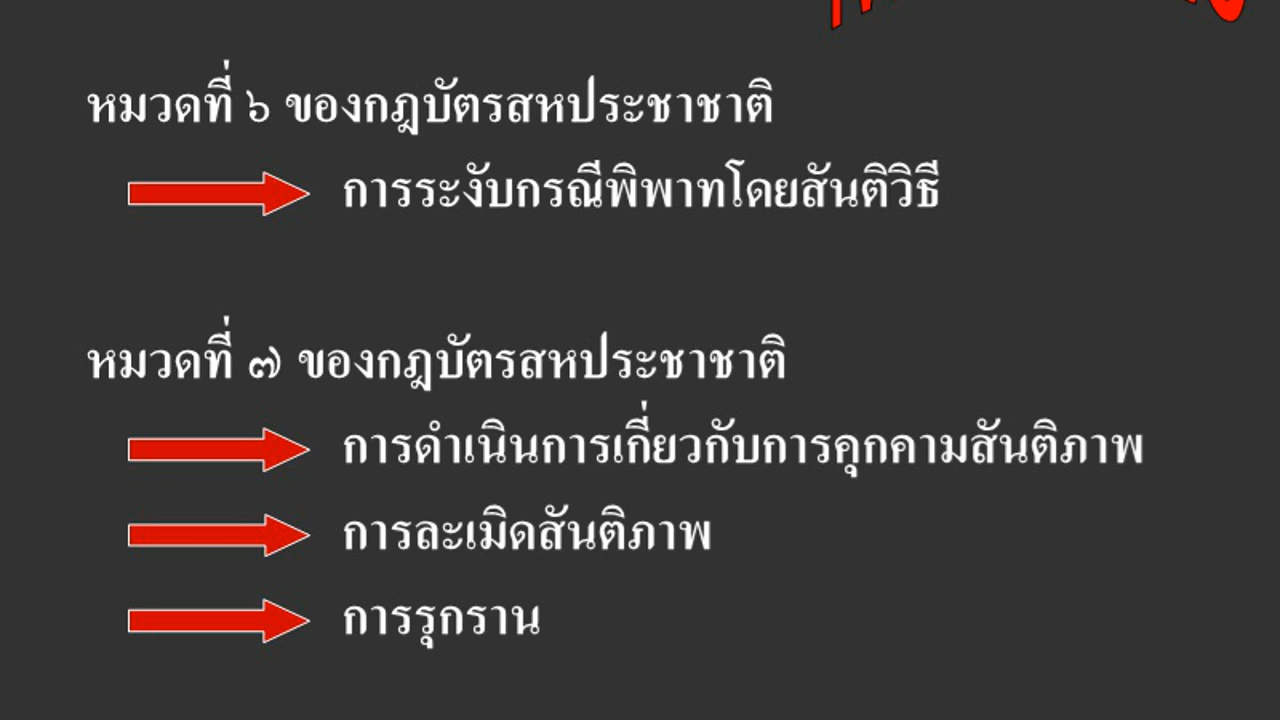 หมวดที่ ๖ ของกฎบัตรสหประชาชาติ
การระงับกรณีพิพาทโดยสันติวิธี
หมวดที่ ๗ ของกฎบัตรสหประชาชาติ
การดำเนินการเกี่ยวกับการคุกคามสันติภาพ
การละเมิดสันติภาพ
การรุกราน